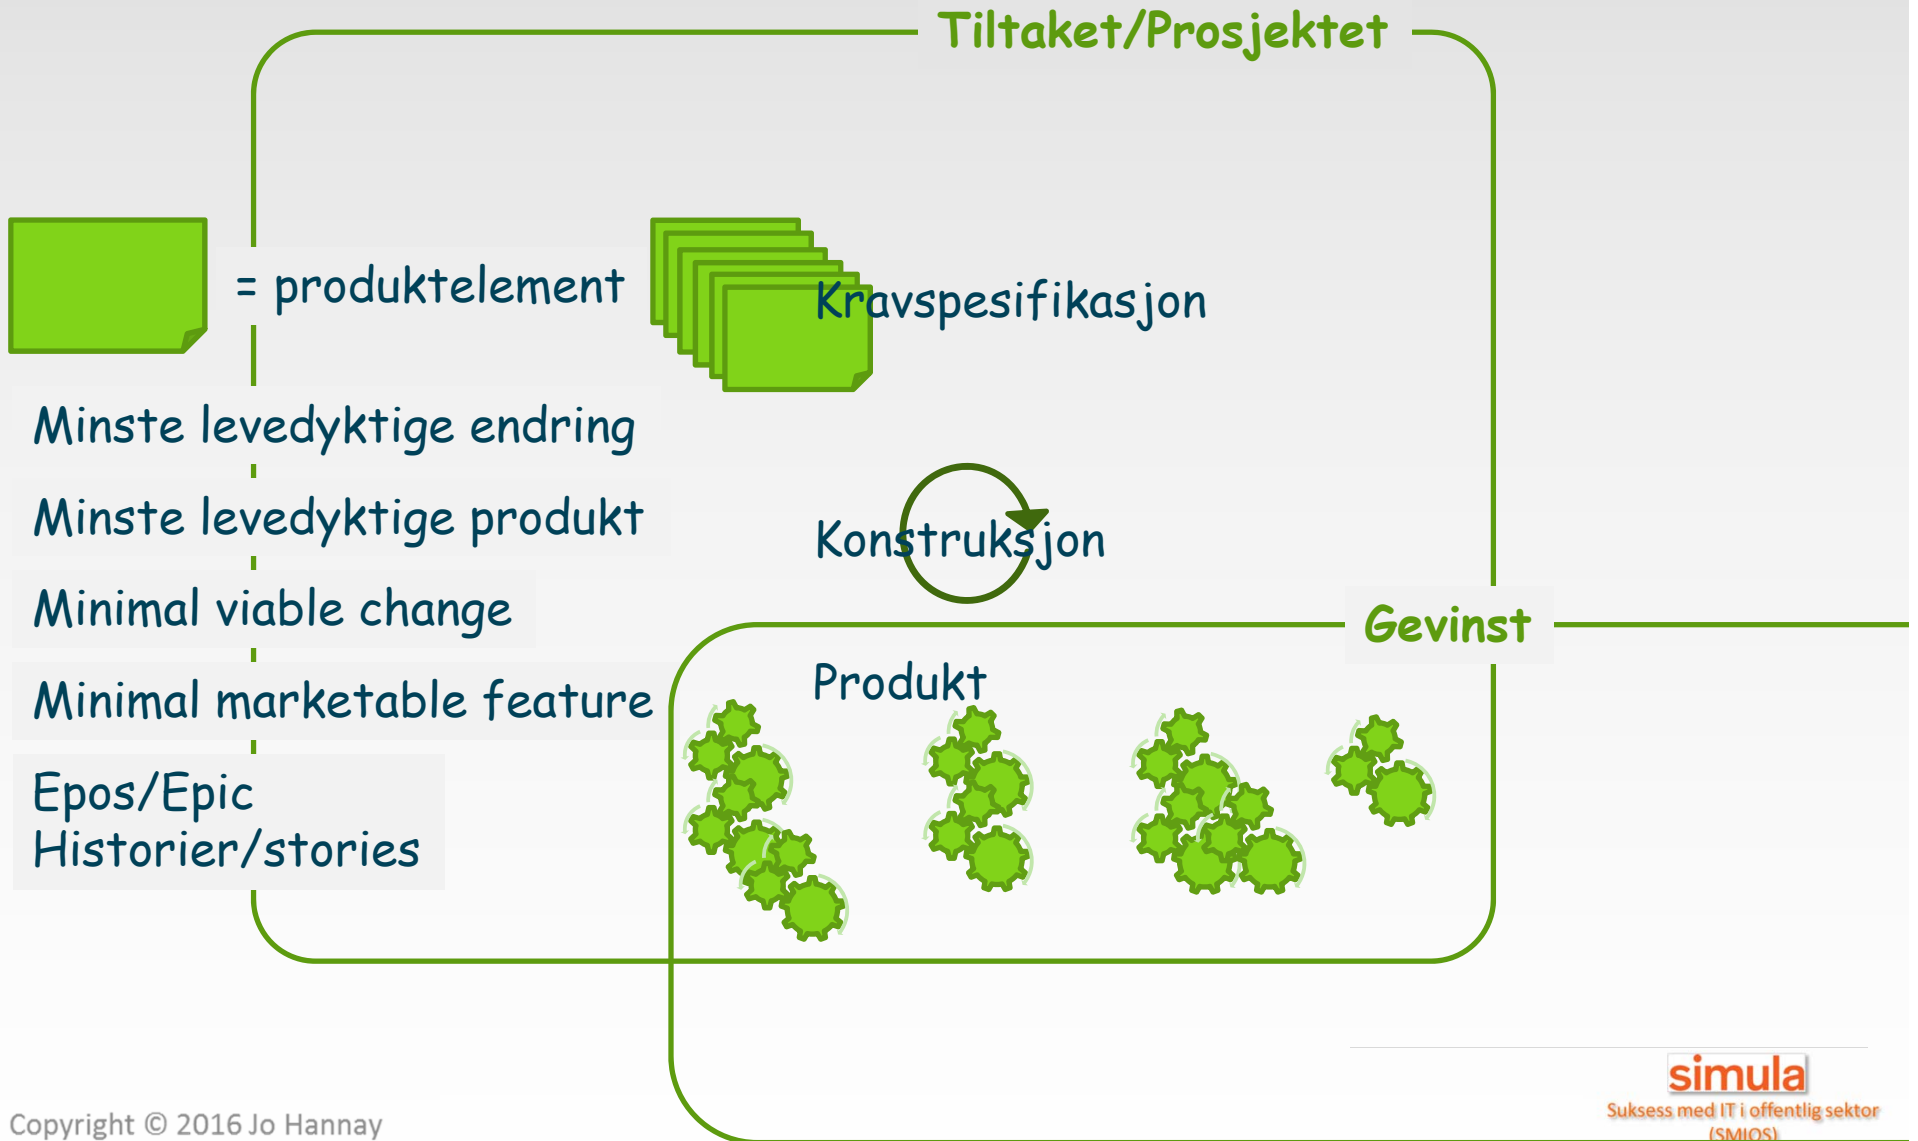 Tiltaket/Prosjektet
= produktelement
Kravspesifikasjon
Minste levedyktige endring
Minste levedyktige produkt
Konstruksjon
Minimal viable change
Gevinst
Minimal marketable feature
Produkt
Epos/Epic
Historier/stories
simula
Suksess med IT i offentlig sektor
(SMIOS)
Copyright © 2016 Jo Hannay